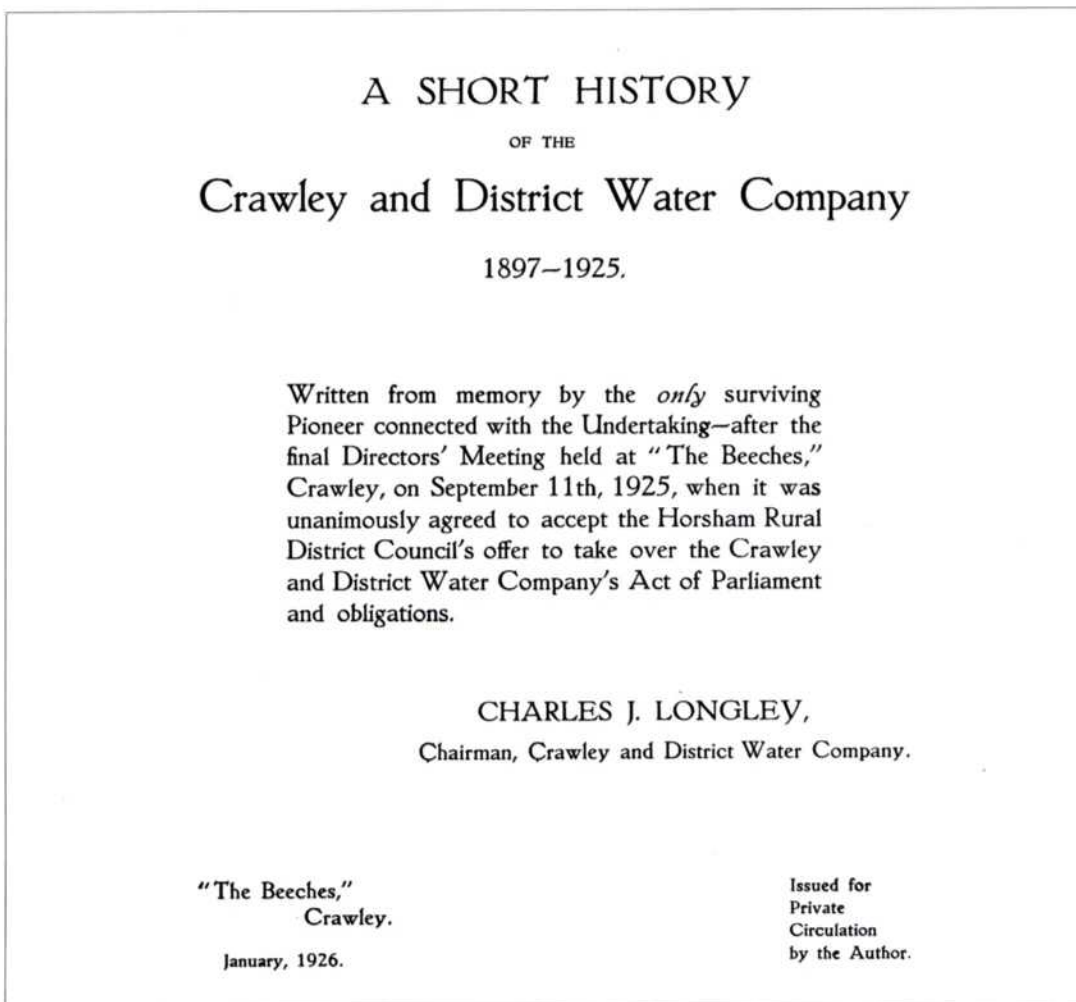 A SHORT HISTORY
OF THE
Crawley and District Water Company
1897—1925.
Written from memory by the only surviving
Pioneer connected with the Undertaking—after the
final Directors' Meeting held at "The Beeches,"
Crawley, on September 11th, 1925, when it was
unanimously agreed to accept the Horsham Rural
District Council's offer to take over the Crawley
and District Water Company's Act of Parliament
and obligations.
CHARLES J. LONGLEY,
Chairman, Crawley and District Water Company.
"The Beeches,"
Crawley.
January, 1926.
Issued for
Private
Circulation
by the Author.